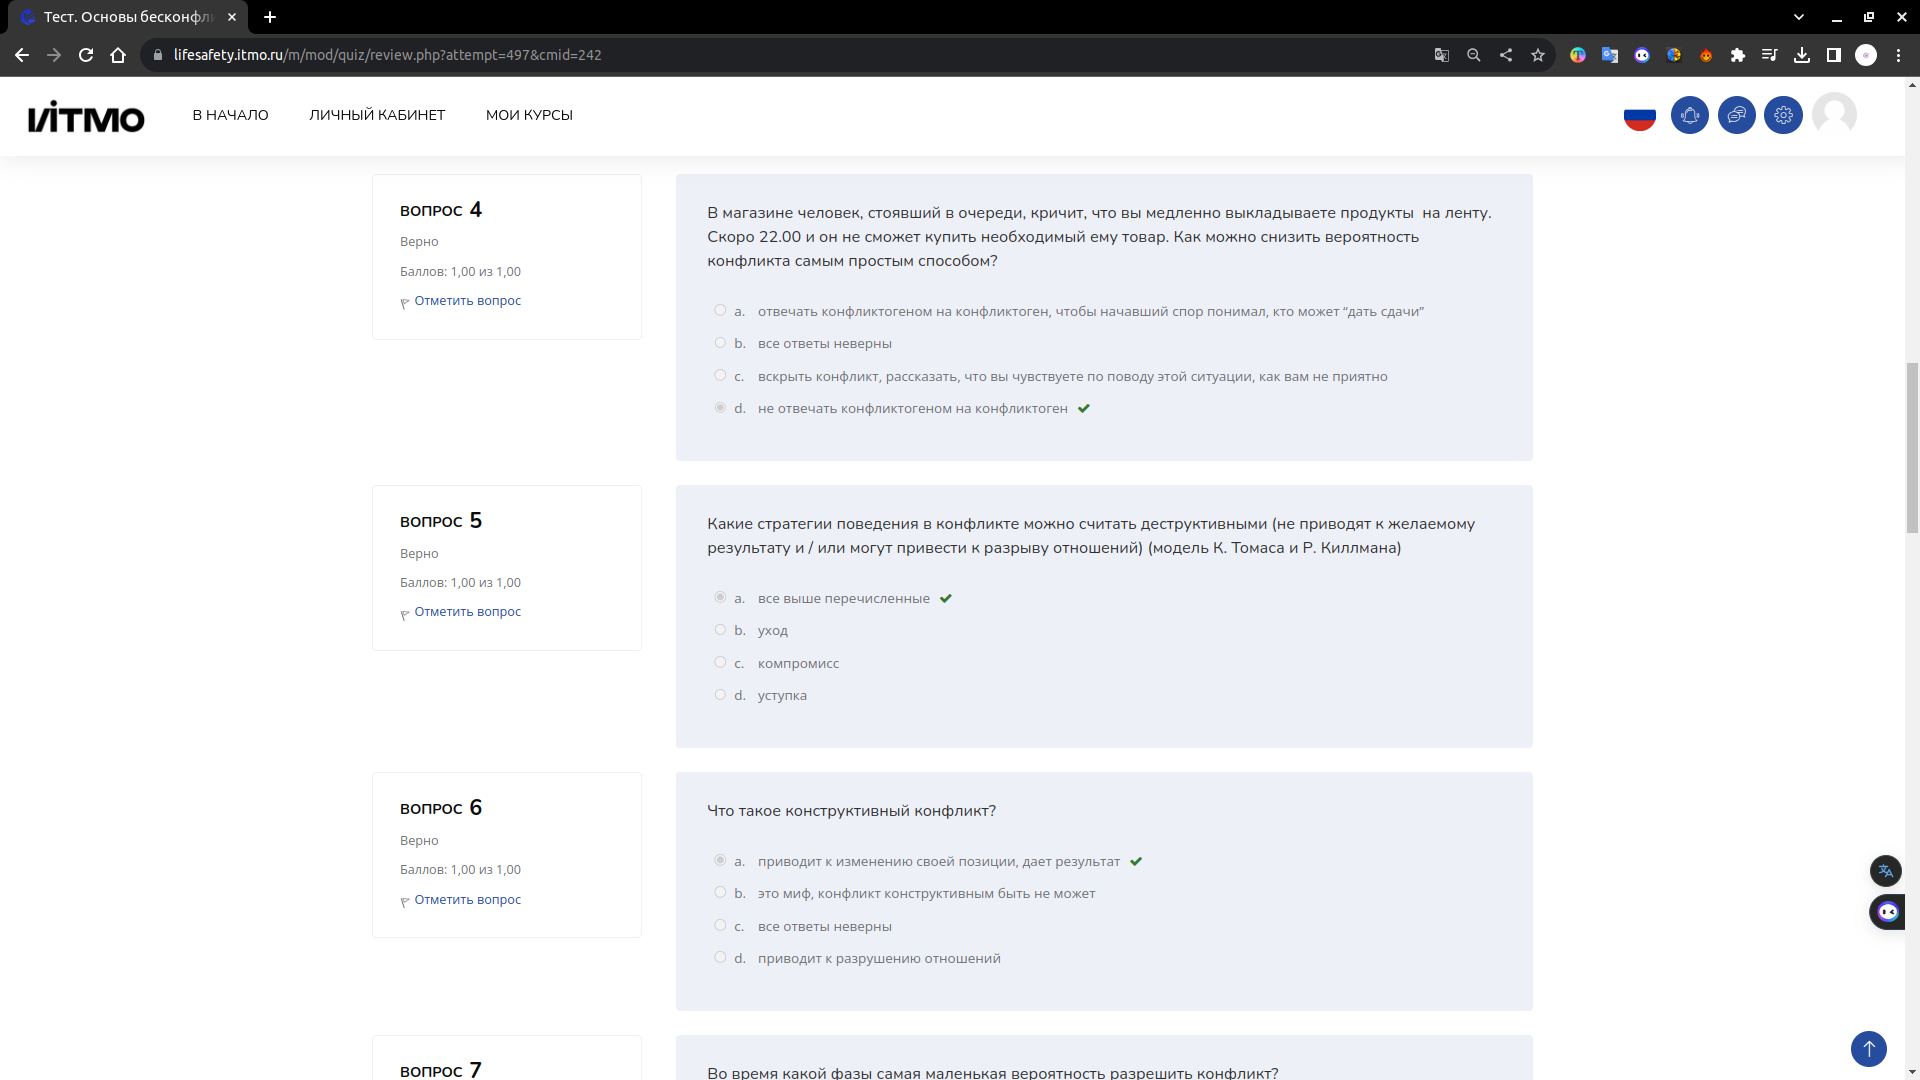 Тест. Основы бесконфли
lifesafety.itmo.ru/m/mod/quiz/review.php?attempt=497&cmid=242
ИТМО
В НАЧАЛО
ЛИЧНЫЙ КАБИНЕТ
МОИ КУРСЫ
ВОПРОС 4
Верно
Баллов: 1,00 из 1,00
Отметить вопрос
В магазине человек, стоявший в очереди, кричит, что вы медленно выкладываете продукты на ленту.
Скоро 22.00 и он не сможет купить необходимый ему товар. Как можно снизить вероятность
конфликта самым простым способом?
a. отвечать конфликтогеном на конфликтоген, чтобы начавший спор понимал, кто может “дать сдачи”
b. все ответы неверны
c. вскрыть конфликт, рассказать, что вы чувствуете по поводу этой ситуации, как вам не приятно
d. не отвечать конфликтогеном на конфликтоген
ВОПРОС 5
Верно
Баллов: 1,00 из 1,00
Отметить вопрос
Какие стратегии поведения в конфликте можно считать деструктивными (не приводят к желаемому
результату и / или могут привести к разрыву отношений) (модель К. Томаса и Р. Киллмана)
a. все выше перечисленные
b. уход
c. компромисс
d. уступка
ВОПРОС 6
Верно
Баллов: 1,00 из 1,00
Отметить вопрос
Что такое конструктивный конфликт?
a. приводит к изменению своей позиции, дает результат
b. это миф, конфликт конструктивным быть не может
c. все ответы неверны
d. приводит к разрушению отношений
ВОПРОС 7
Во время какой фазы самая маленькая вероятность разрешить конфликт?